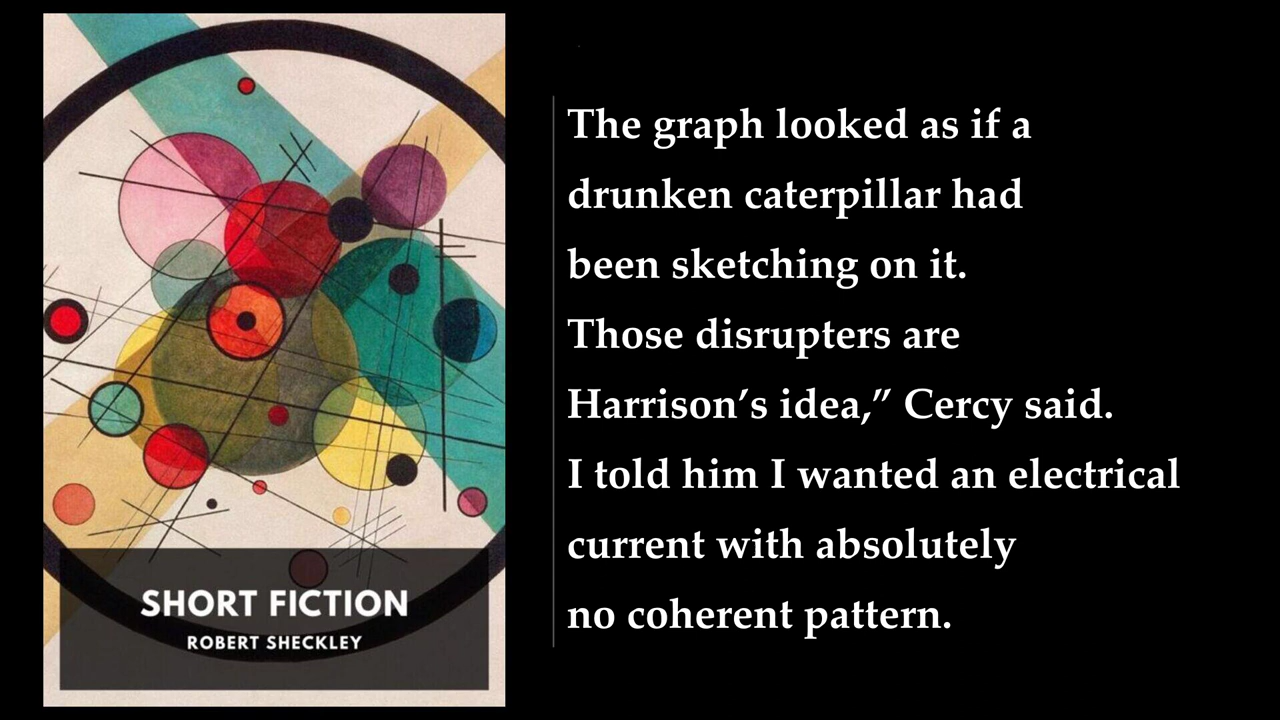 SHORT FICTION
ROBERT SHECKLEY
The graph looked as if a
drunken caterpillar had
been sketching on it.
Those disrupters are
Harrison’s idea,” Cercy said.
I told him I wanted an electrical
current with absolutely
no coherent pattern.